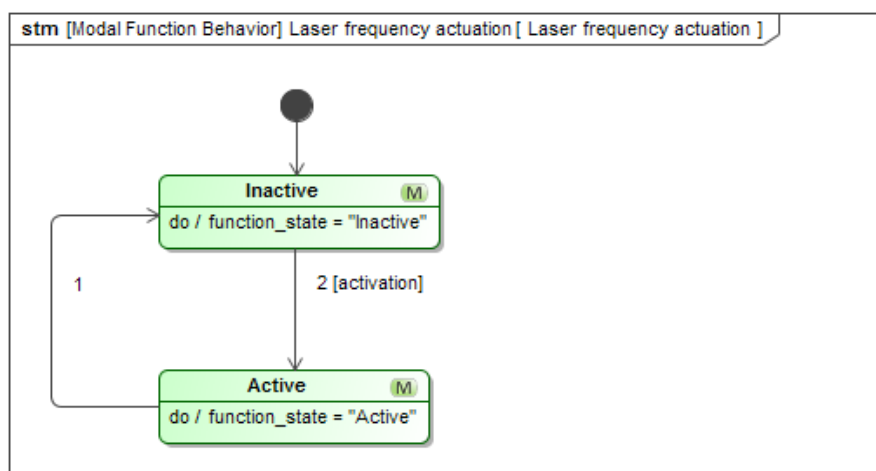 stm [Modal Function Behavior] Laser frequency actuation [ Laser frequency actuation ]
Inactive M
do / function_state = "Inactive"
1
2 [activation]
Active M
do / function_state = "Active"